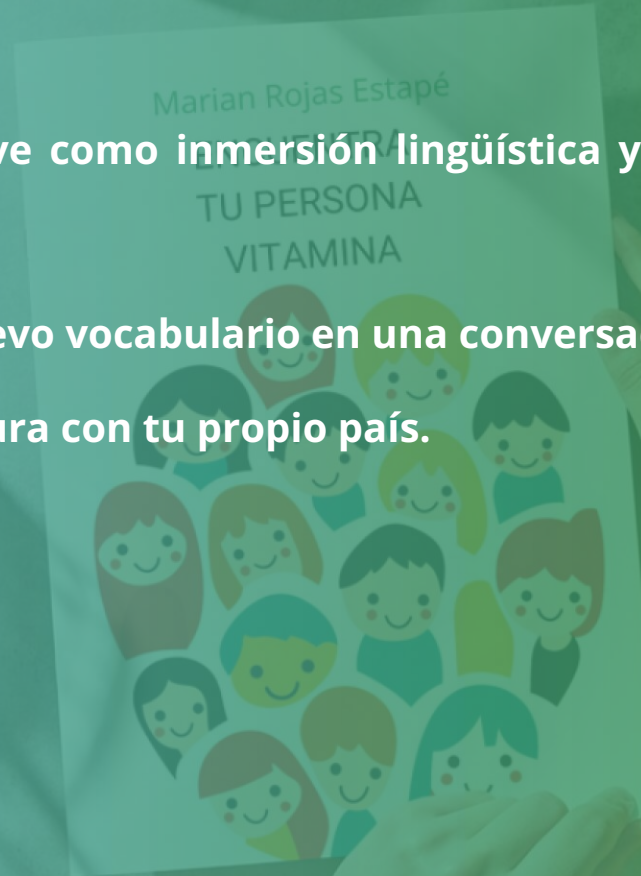 Marian Rojas Estapé
ve como inmersión lingüística y
ENCUENTRA
TU PERSONA
VITAMINA
evo vocabulario en una conversa
ura con tu propio país.